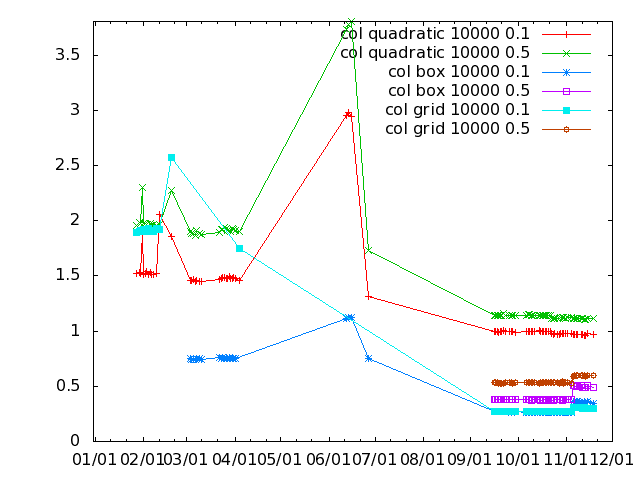 3.5
3
2.5
2
1.5
1
0.5
0
col quadratic 10000 0.1
col quadratic 10000 0.5
col box 10000 0.1
col box 10000 0.5
col grid 10000 0.1
col grid 10000 0.5
01/01 02/01 03/01 04/01 05/01 06/01 07/01 08/01 09/01 10/01 11/01 12/01